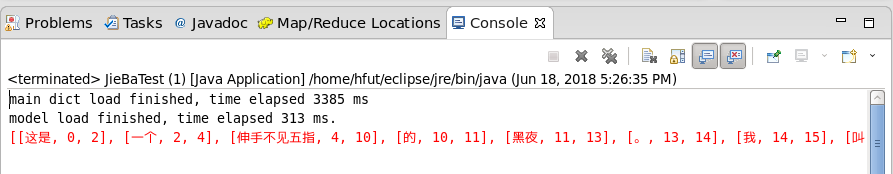 Problems Tasks @ Javadoc Map/Reduce Locations Console
<terminated> JieBaTest (1) [Java Application] /home/hfut/eclipse/jre/bin/java (Jun 18, 2018 5:26:35 PM)
main dict load finished, time elapsed 3385 ms
model load finished, time elapsed 313 ms.
[[这是, 0, 2], [一个, 2, 4], [伸手不见五指, 4, 10], [的, 10, 11], [黑夜, 11, 13], [。, 13, 14], [我, 14, 15], [叫